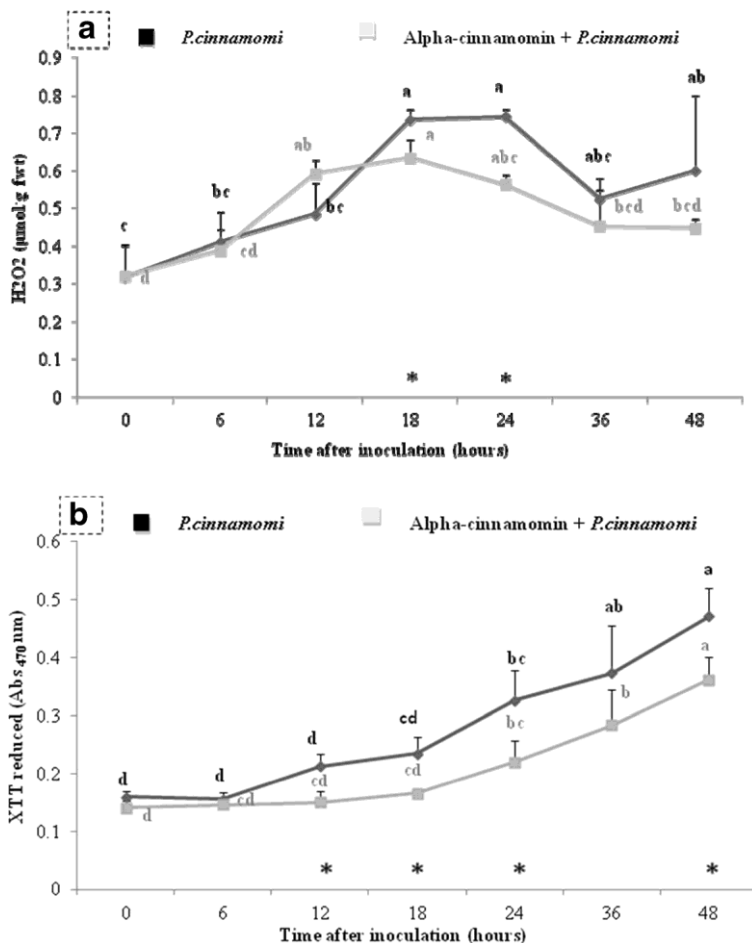 a
P.cinnamomi
Alpha-cinnamomin + P.cinnamomi
H2O2 (µmol·g fwt)
0.9
0.8
0.7
0.6
0.5
0.4
0.3
0.2
0.1
0
c
bc
ab
bc
a
a
a
abc
abc
bcd
ab
bcd
d
cd
* *
0 6 12 18 24 36 48
Time after inoculation (hours)
b
P.cinnamomi
Alpha-cinnamomin + P.cinnamomi
XTT reduced (Abs 470 nm)
0.6
0.5
0.4
0.3
0.2
0.1
0
a
ab
a
bc
b
bc
d
cd
cd
cd
d
d
cd
d
* * * *
0 6 12 18 24 36 48
Time after inoculation (hours)